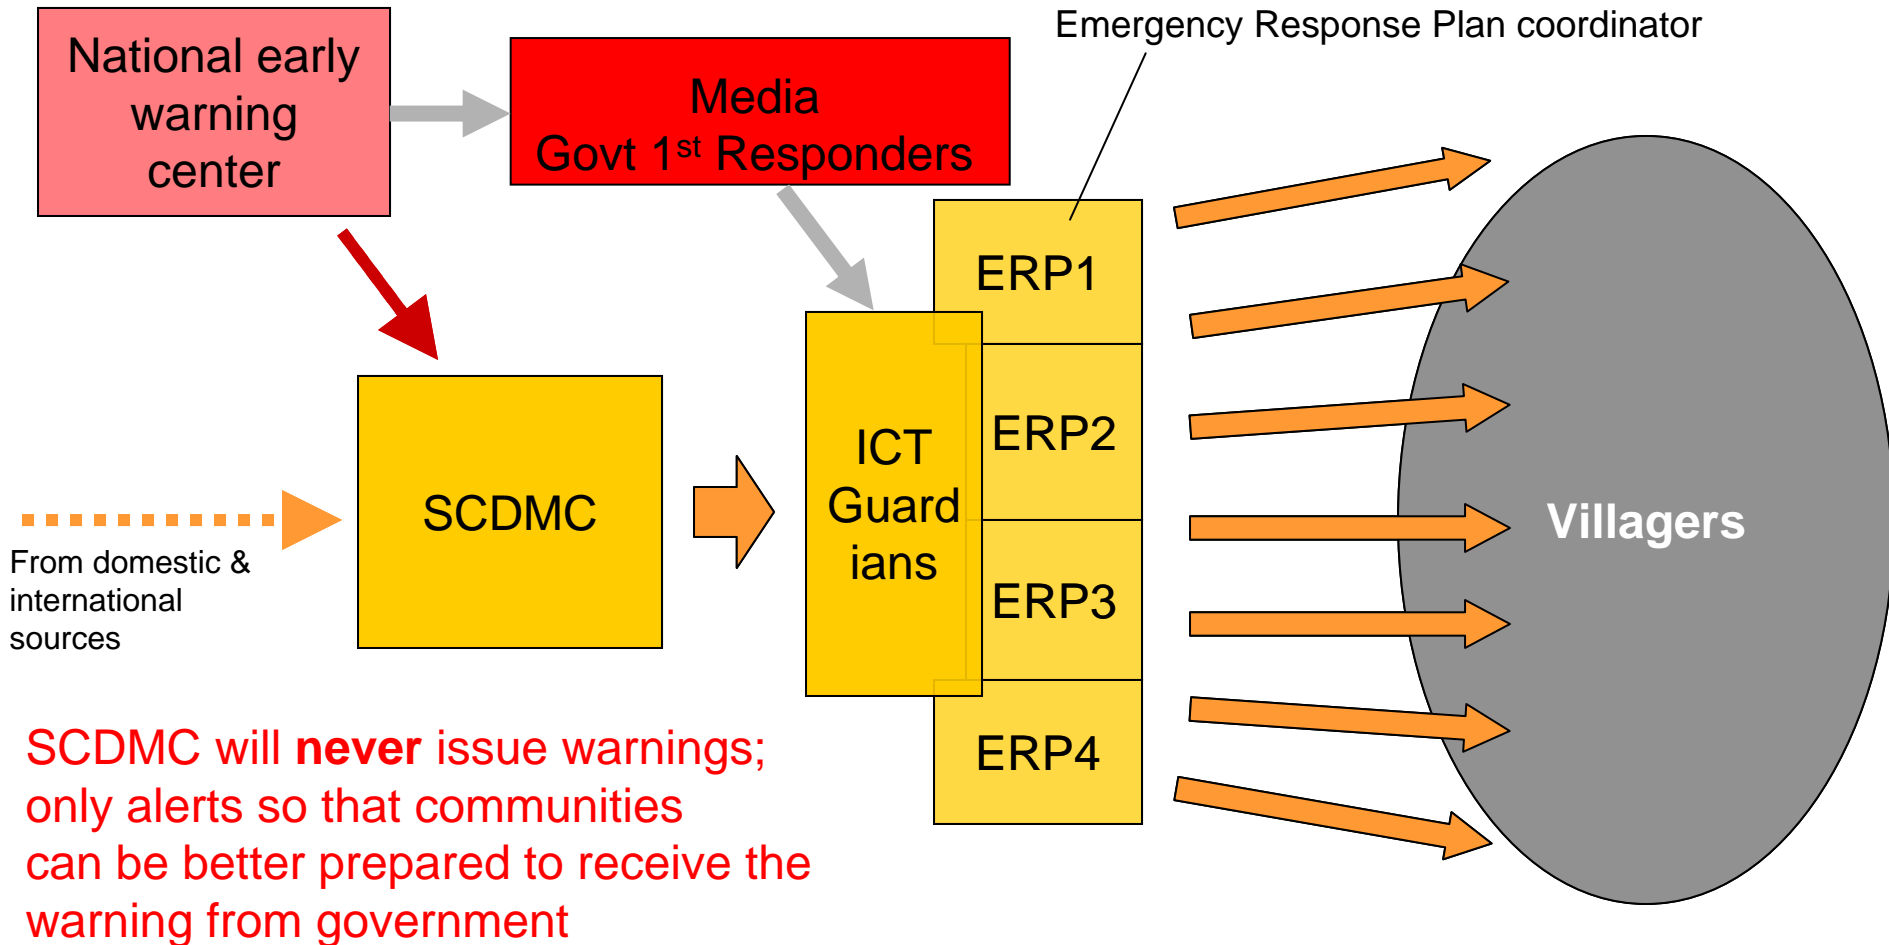 National early
warning
center
Media
Govt 1st Responders
Emergency Response Plan coordinator
ERP1
ERP2
ERP3
ERP4
ICT
Guard
ians
SCDMC
From domestic &
international
sources
Villagers
SCDMC will never issue warnings;
only alerts so that communities
can be better prepared to receive the
warning from government